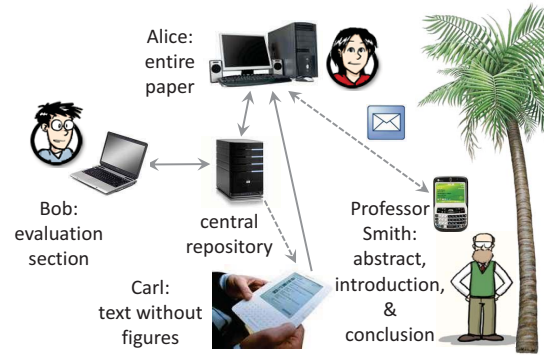 Alice:
entire
paper
Bob:
evaluation
section
central
repository
Carl:
text without
figures
Professor
Smith:
abstract,
introduction,
&
conclusion